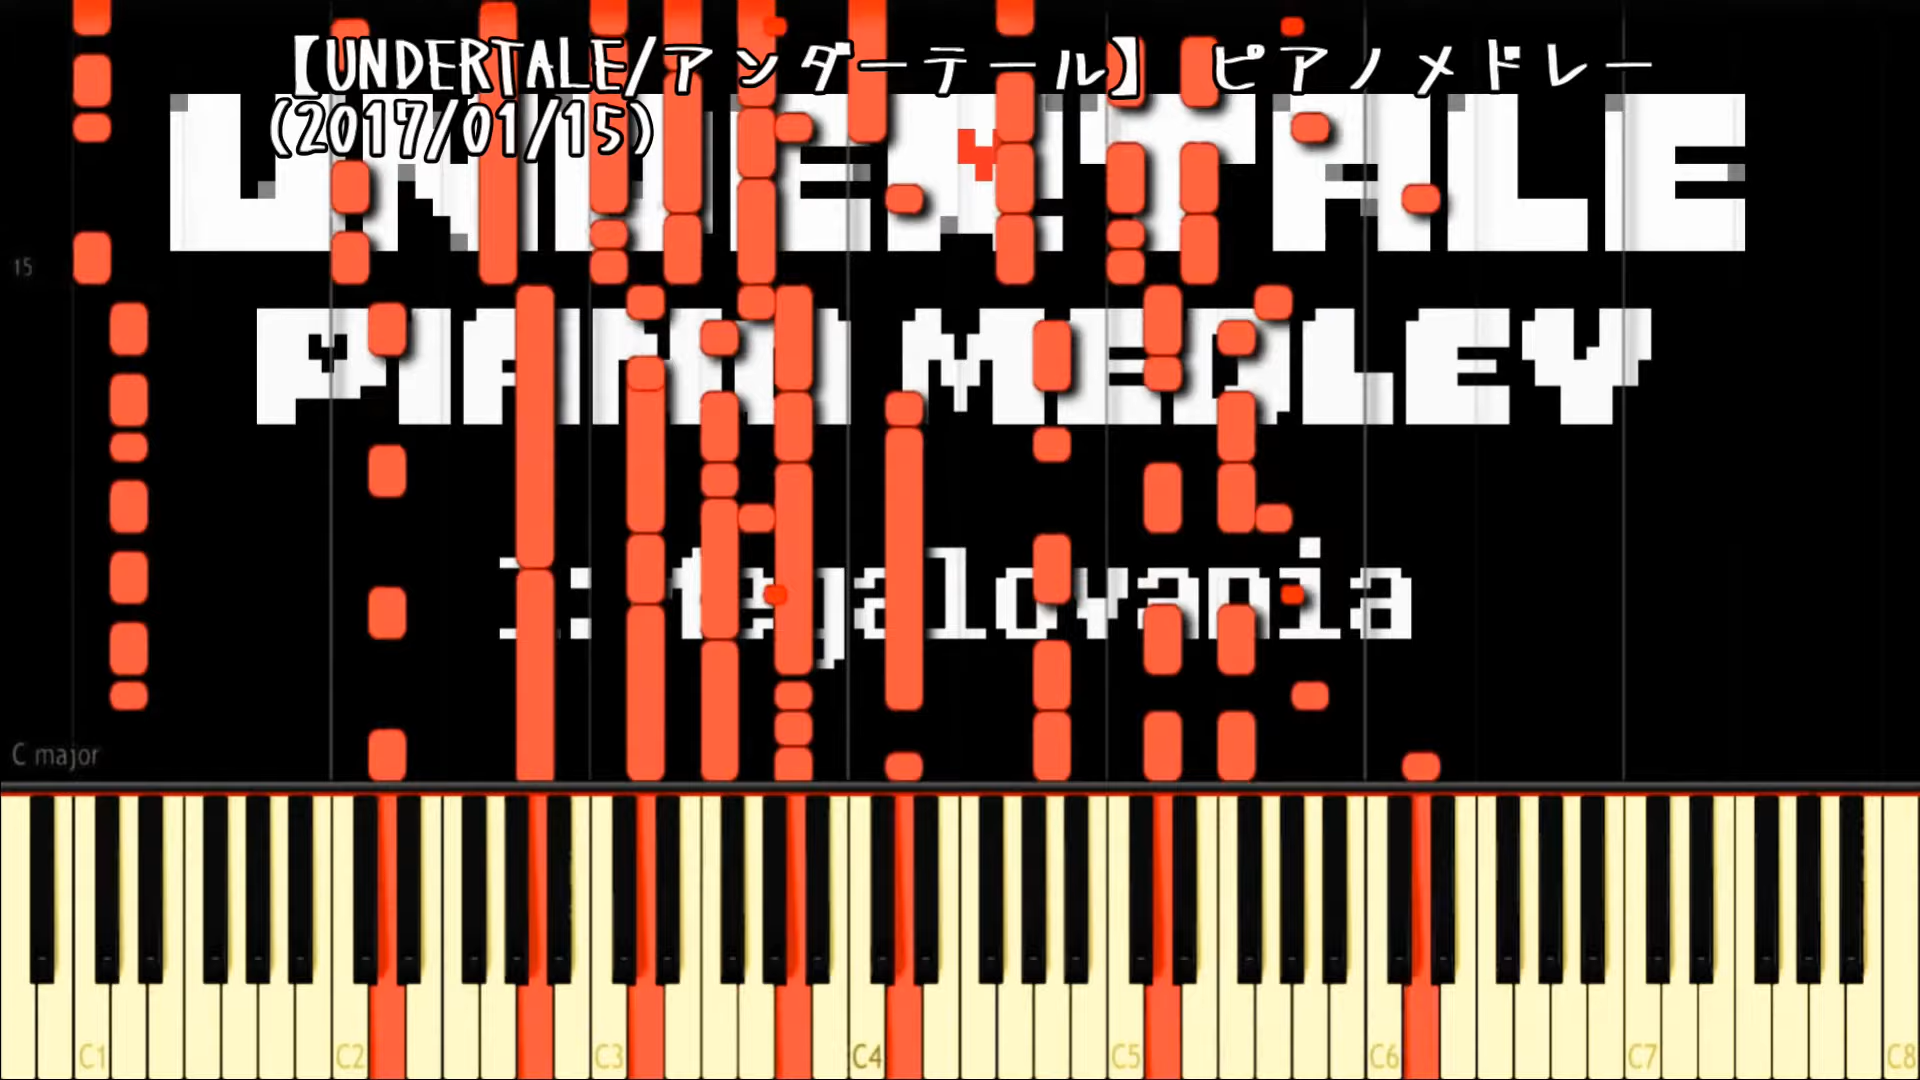 【UNDERTALE/アンダーテール】 ピアノメドレー
(2017/01/15)
UNDERTALE
PIANO MEDLEY
1: megalovania
15
C major
C1 C2 C3 C4 C5 C6 C7 C8